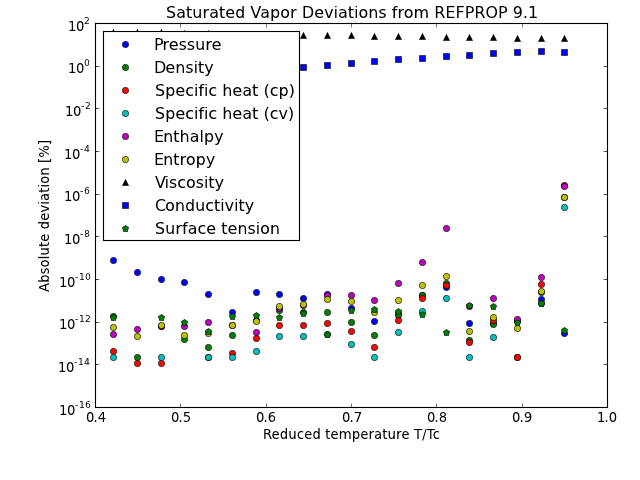 Saturated Vapor Deviations from REFPROP 9.1
10^2
10^0
10^-2
10^-4
10^-6
10^-8
10^-10
10^-12
10^-14
10^-16
Absolute deviation [%]
Pressure
Density
Specific heat (cp)
Specific heat (cv)
Enthalpy
Entropy
Viscosity
Conductivity
Surface tension
0.4 0.5 0.6 0.7 0.8 0.9 1.0
Reduced temperature T/Tc